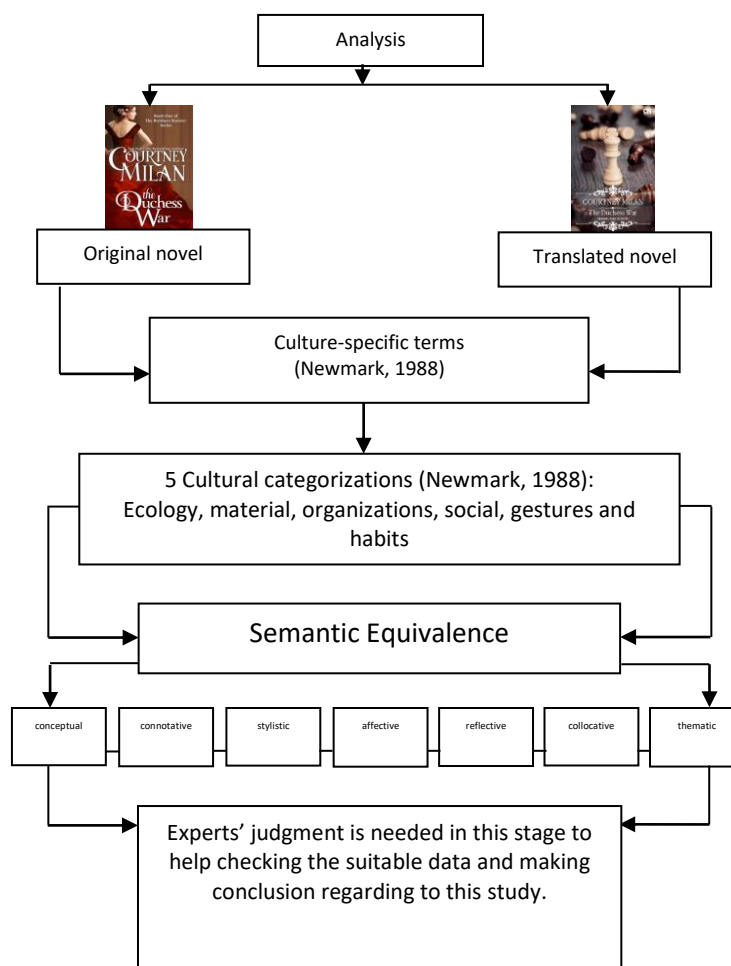 Analysis
COURTNEY
MILAN
the
Duchess
War
COURTNEY MILAN
The Duchess War
Original novel
Translated novel
Culture-specific terms
(Newmark, 1988)
5 Cultural categorizations (Newmark, 1988):
Ecology, material, organizations, social, gestures and
habits
Semantic Equivalence
conceptual
connotative
stylistic
affective
reflective
collocative
thematic
Experts’ judgment is needed in this stage to
help checking the suitable data and making
conclusion regarding to this study.